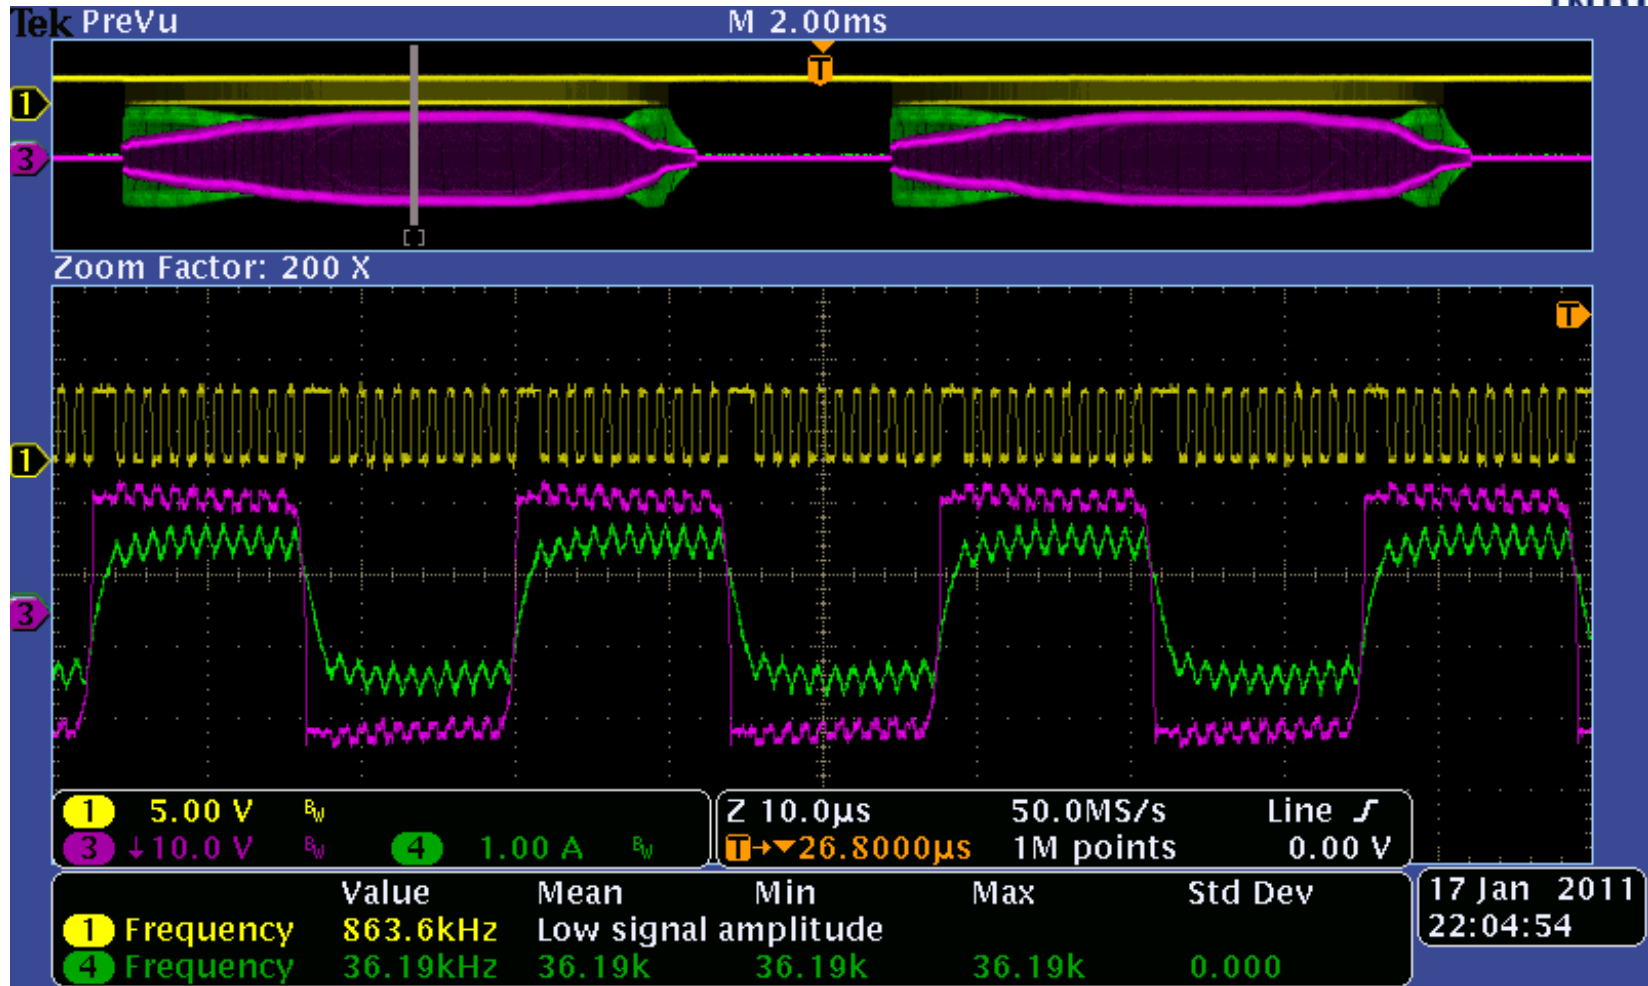 Tek PreVu M 2.00ms
T
1
3
[ ]
Zoom Factor: 200 X
T
1
3
1 5.00 V BW
3 ↓10.0 V BW 4 1.00 A BW
Z 10.0µs 50.0MS/s Line
T→▼26.8000µs 1M points 0.00 V
Value Mean Min Max Std Dev
1 Frequency 863.6kHz Low signal amplitude
4 Frequency 36.19kHz 36.19k 36.19k 36.19k 0.000
17 Jan 2011
22:04:54